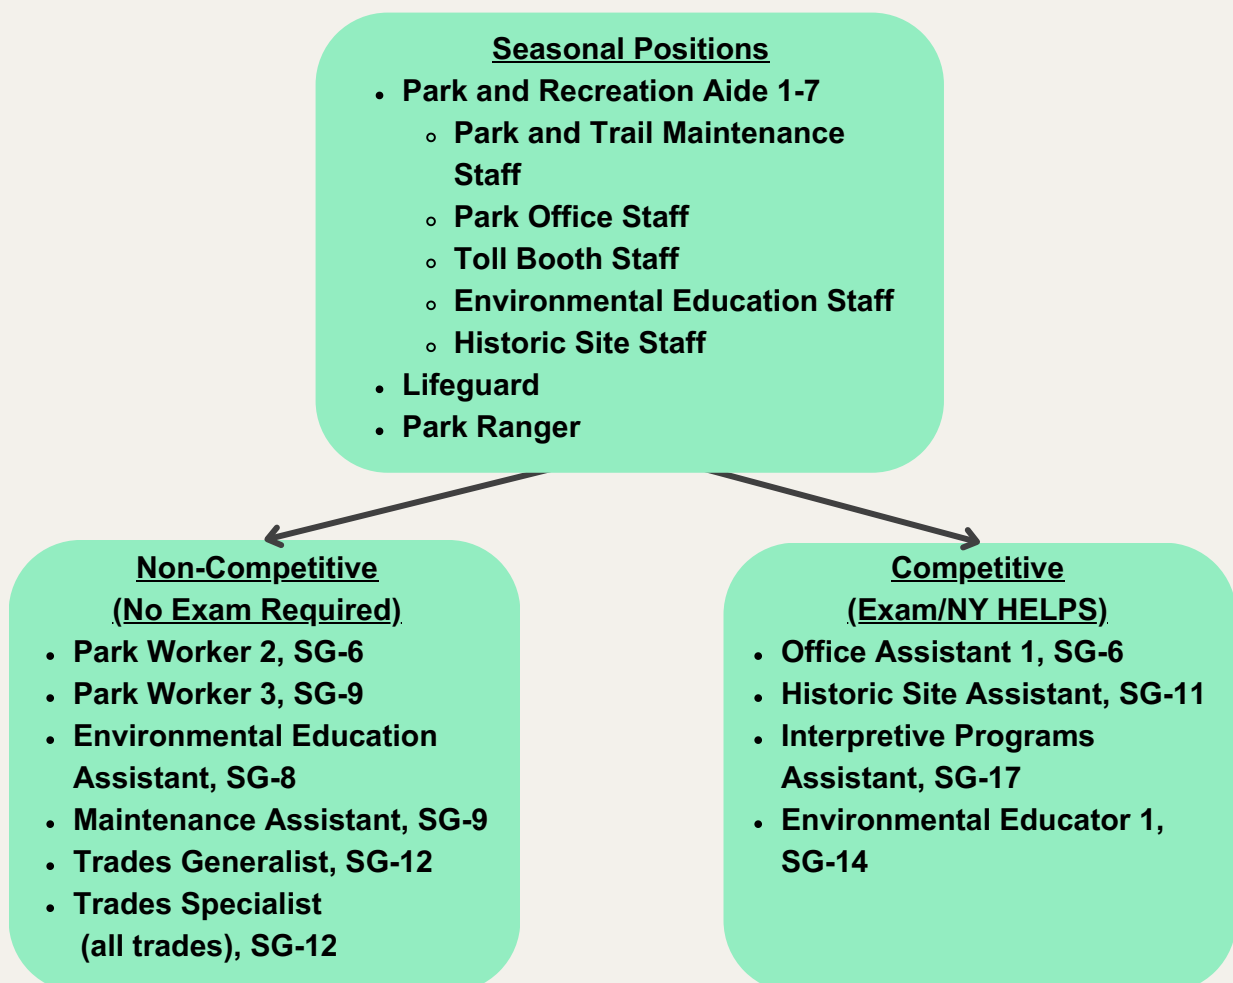 Seasonal Positions
• Park and Recreation Aide 1-7
◦ Park and Trail Maintenance
Staff
◦ Park Office Staff
◦ Toll Booth Staff
◦ Environmental Education Staff
◦ Historic Site Staff
• Lifeguard
• Park Ranger
Non-Competitive
(No Exam Required)
• Park Worker 2, SG-6
• Park Worker 3, SG-9
• Environmental Education
Assistant, SG-8
• Maintenance Assistant, SG-9
• Trades Generalist, SG-12
• Trades Specialist
(all trades), SG-12
Competitive
(Exam/NY HELPS)
• Office Assistant 1, SG-6
• Historic Site Assistant, SG-11
• Interpretive Programs
Assistant, SG-17
• Environmental Educator 1,
SG-14